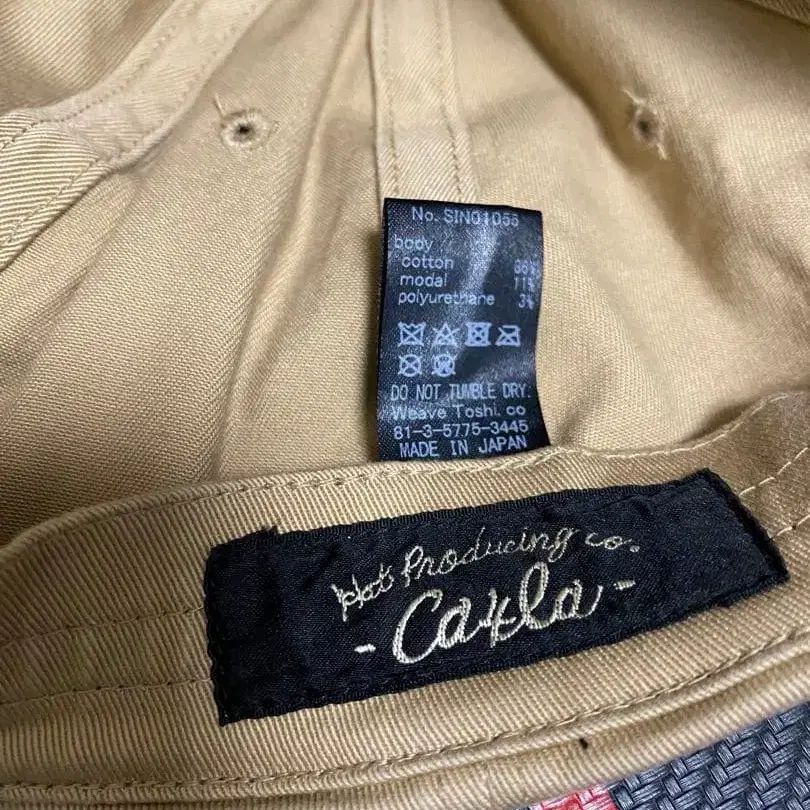 No. SIN01055
body
cotton 86%
modal 11%
polyurethane 3%
DO NOT TUMBLE DRY.
Weave Toshi. co
81-3-5775-3445
MADE IN JAPAN
Hat Producing co.
- Ca4la -